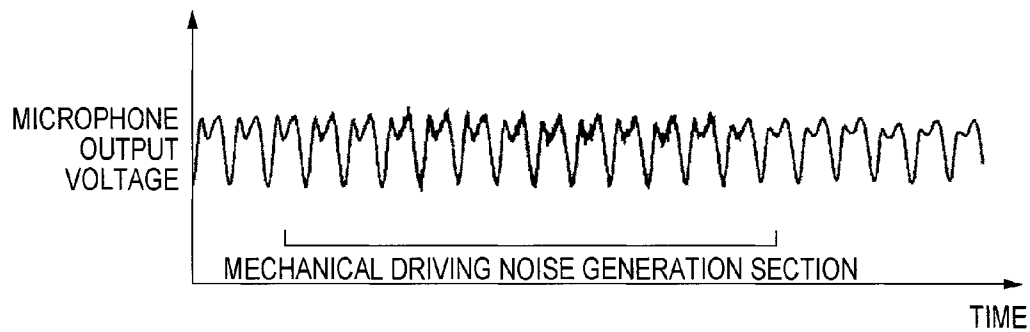 MICROPHONE
OUTPUT
VOLTAGE
MECHANICAL DRIVING NOISE GENERATION SECTION
TIME